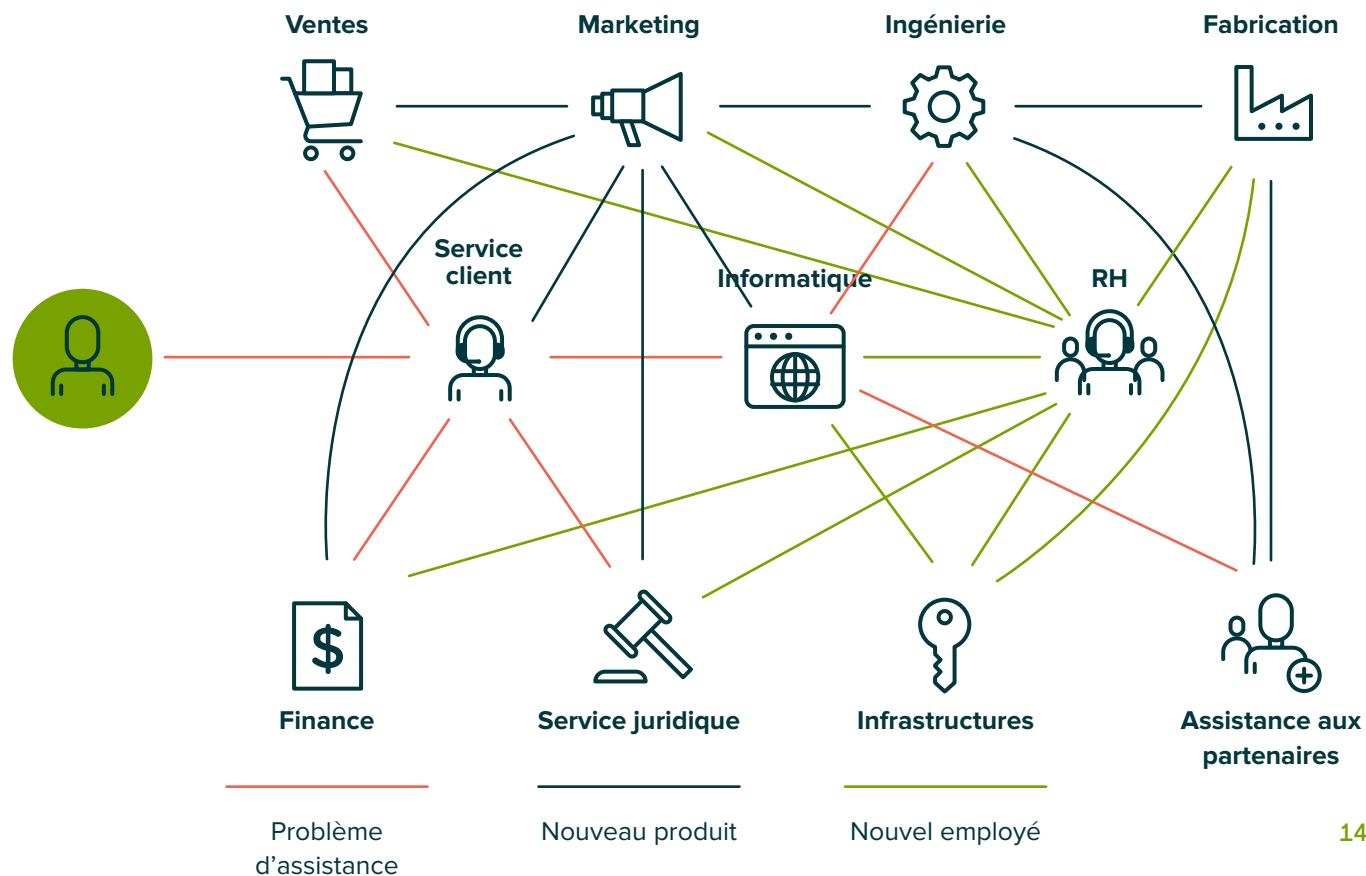 Ventes
Marketing
Ingénierie
Fabrication
Service
client
Informatique
RH
$
Finance
Service juridique
Infrastructures
Assistance aux
partenaires
Problème
d’assistance
Nouveau produit
Nouvel employé
14